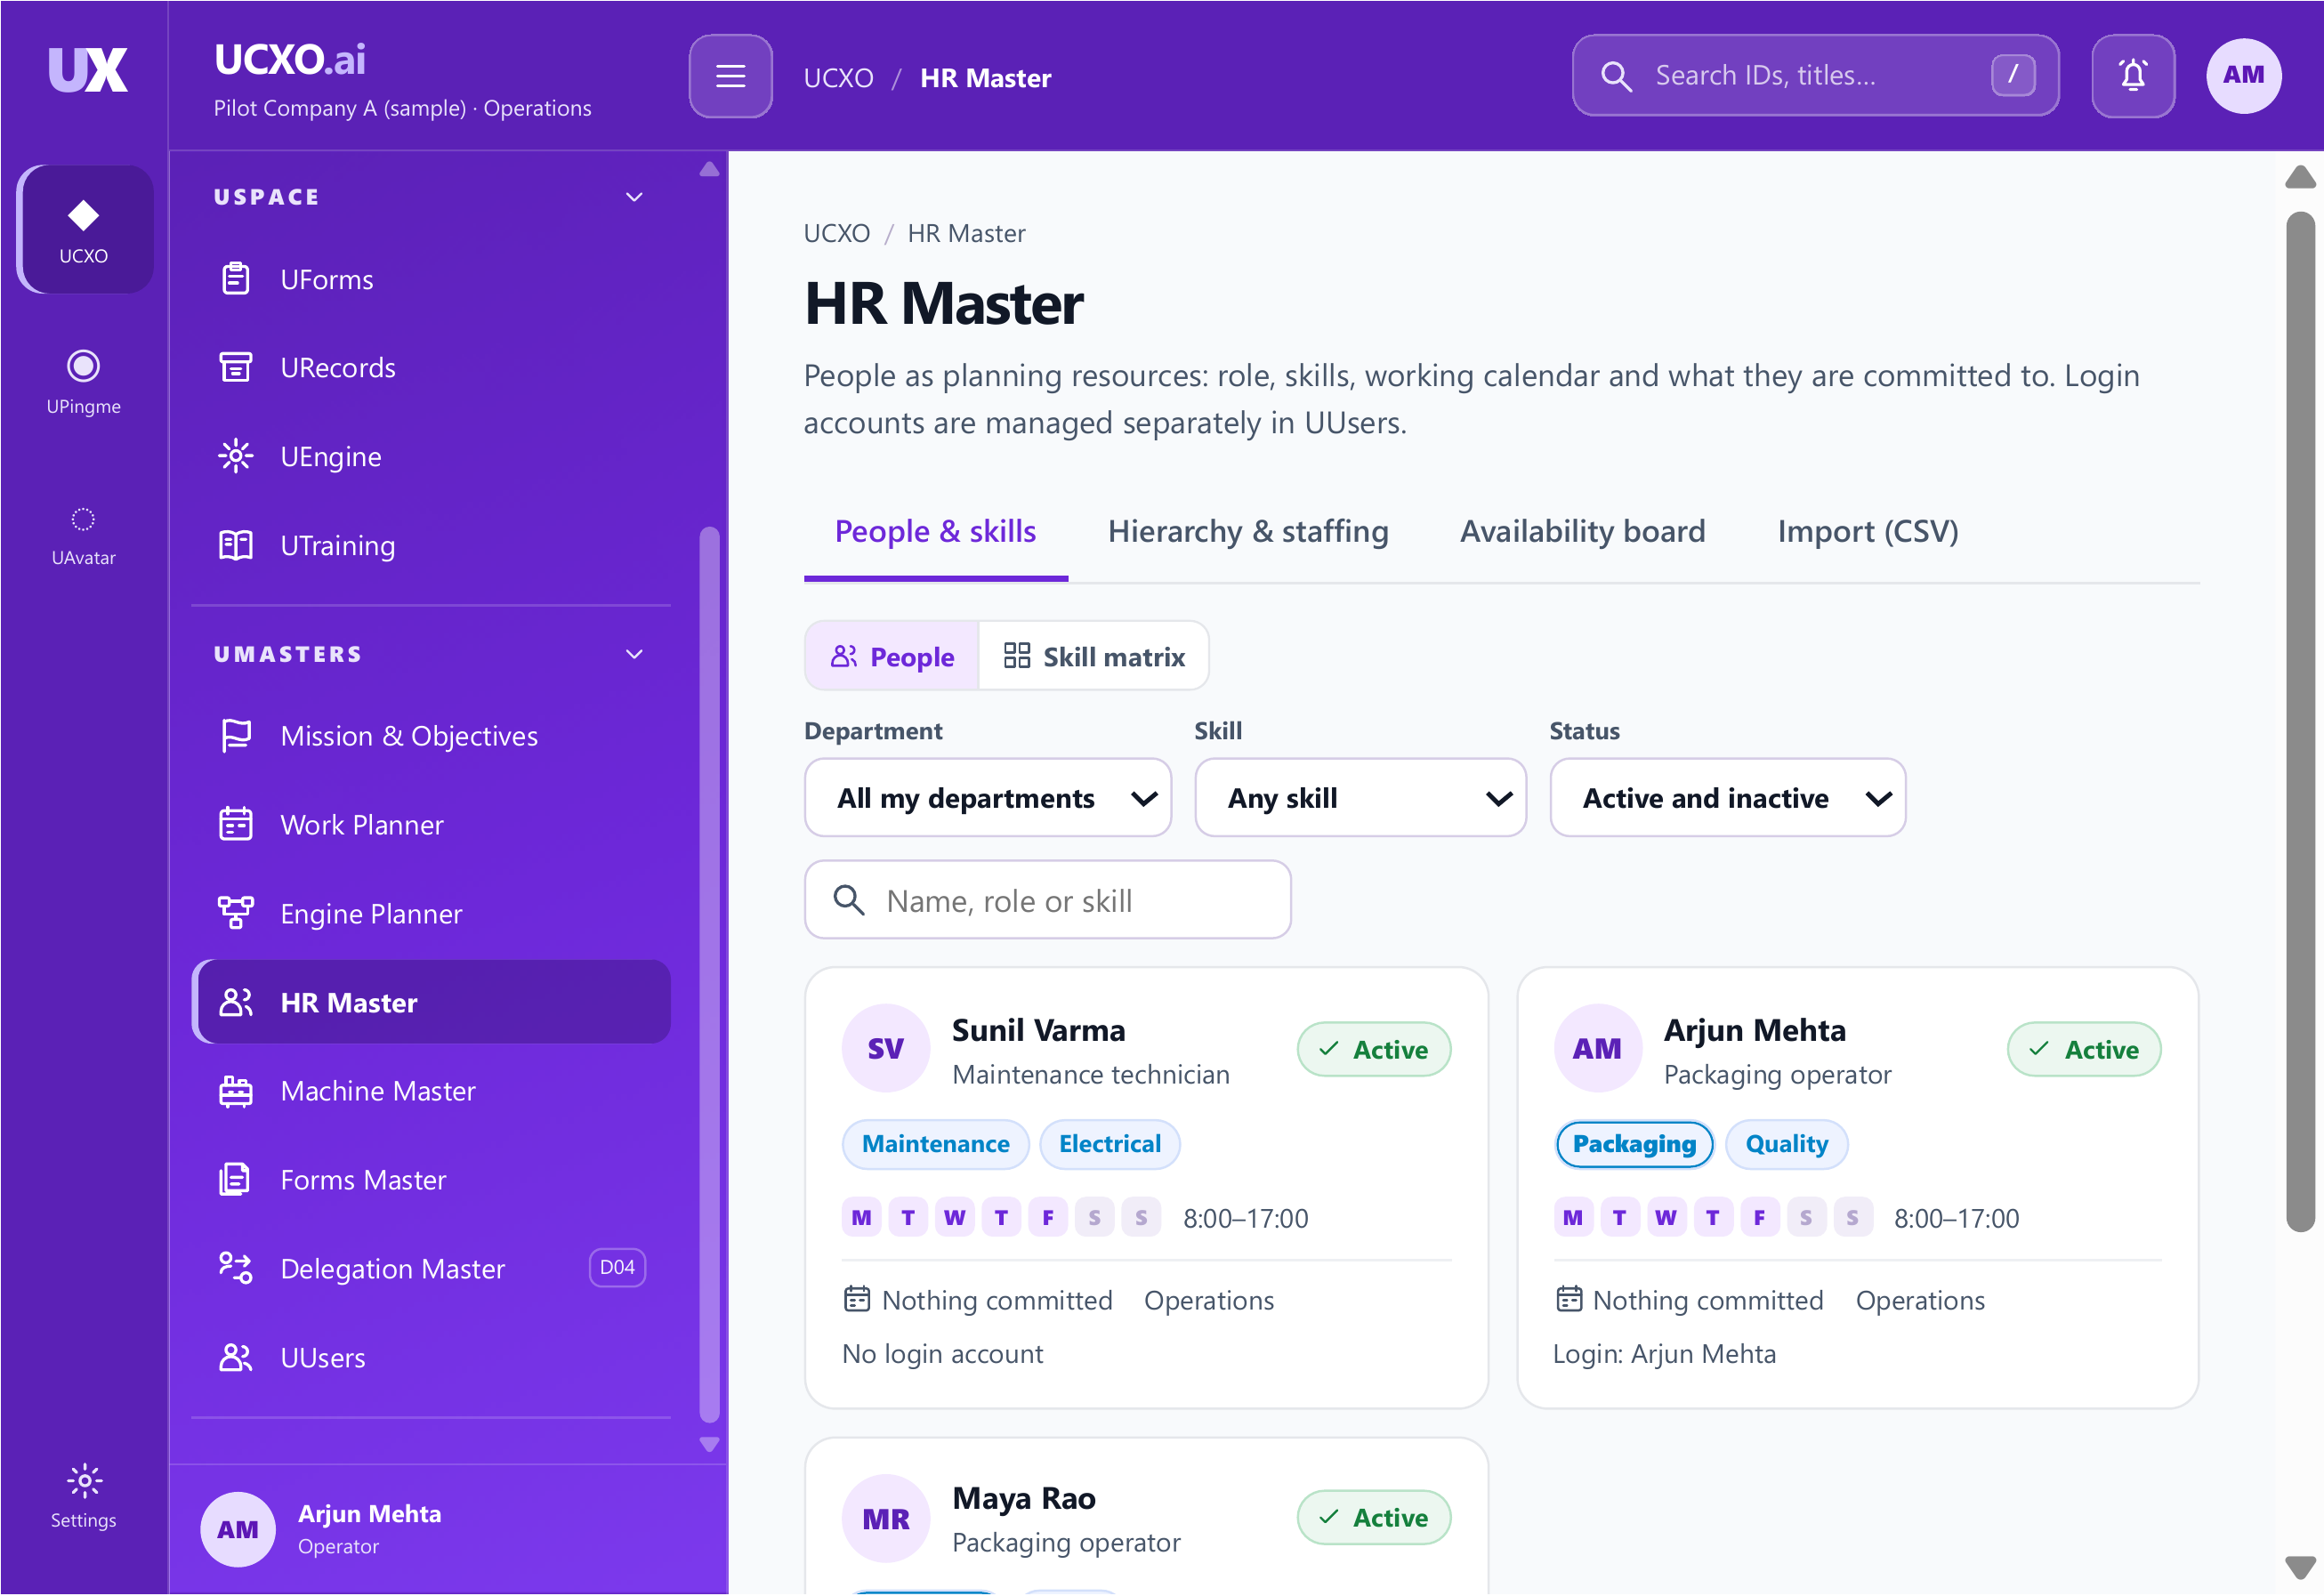 UX
UCXO.ai
Pilot Company A (sample) · Operations
UCXO / HR Master
Search IDs, titles...
/
AM
UCXO
UPingme
UAvatar
Settings
USPACE
UForms
URecords
UEngine
UTraining
UMASTERS
Mission & Objectives
Work Planner
Engine Planner
HR Master
Machine Master
Forms Master
Delegation Master D04
UUsers
AM
Arjun Mehta
Operator
UCXO / HR Master
HR Master
People as planning resources: role, skills, working calendar and what they are committed to. Login
accounts are managed separately in UUsers.
People & skills Hierarchy & staffing Availability board Import (CSV)
People Skill matrix
Department Skill Status
All my departments Any skill Active and inactive
Name, role or skill
SV
Sunil Varma
Maintenance technician
Active
Maintenance Electrical
M T W T F S S 8:00–17:00
Nothing committed Operations
No login account
AM
Arjun Mehta
Packaging operator
Active
Packaging Quality
M T W T F S S 8:00–17:00
Nothing committed Operations
Login: Arjun Mehta
MR
Maya Rao
Packaging operator
Active